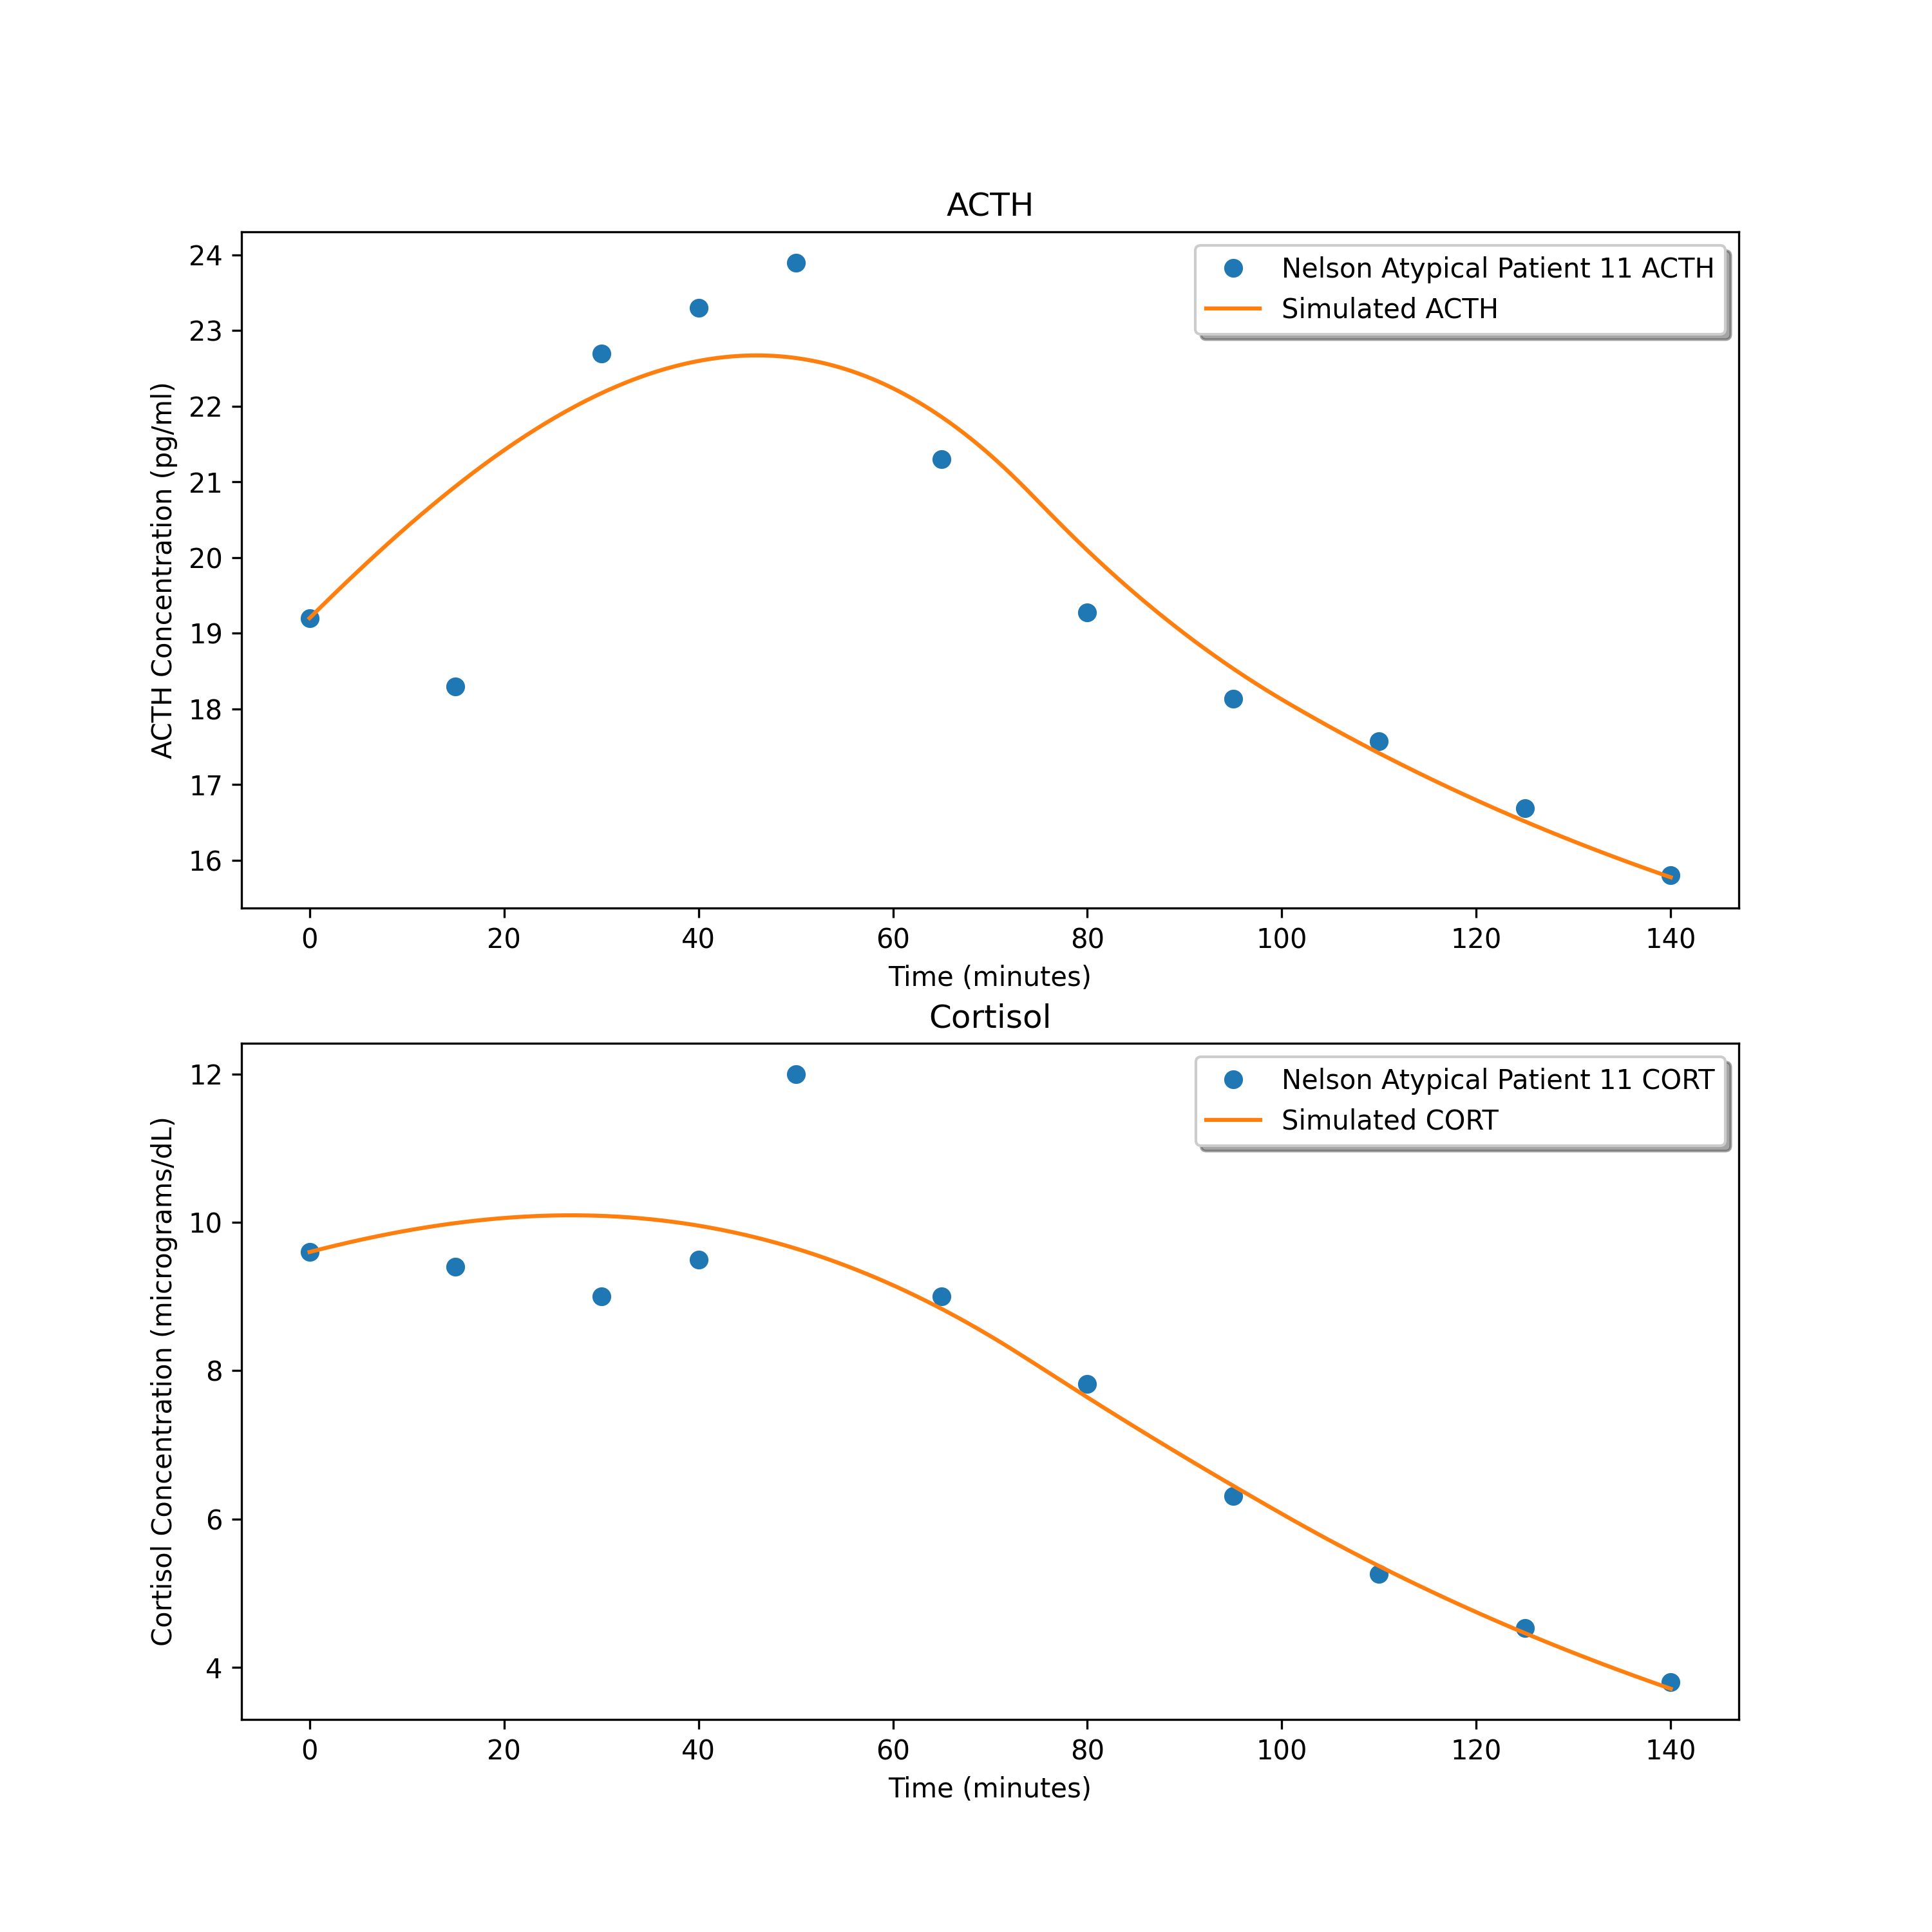 ACTH
24
23
22
21
20
19
18
17
16
ACTH Concentration (pg/ml)
Nelson Atypical Patient 11 ACTH
Simulated ACTH
0 20 40 60 80 100 120 140
Time (minutes)
Cortisol
12
10
8
6
4
Cortisol Concentration (micrograms/dL)
Nelson Atypical Patient 11 CORT
Simulated CORT
0 20 40 60 80 100 120 140
Time (minutes)